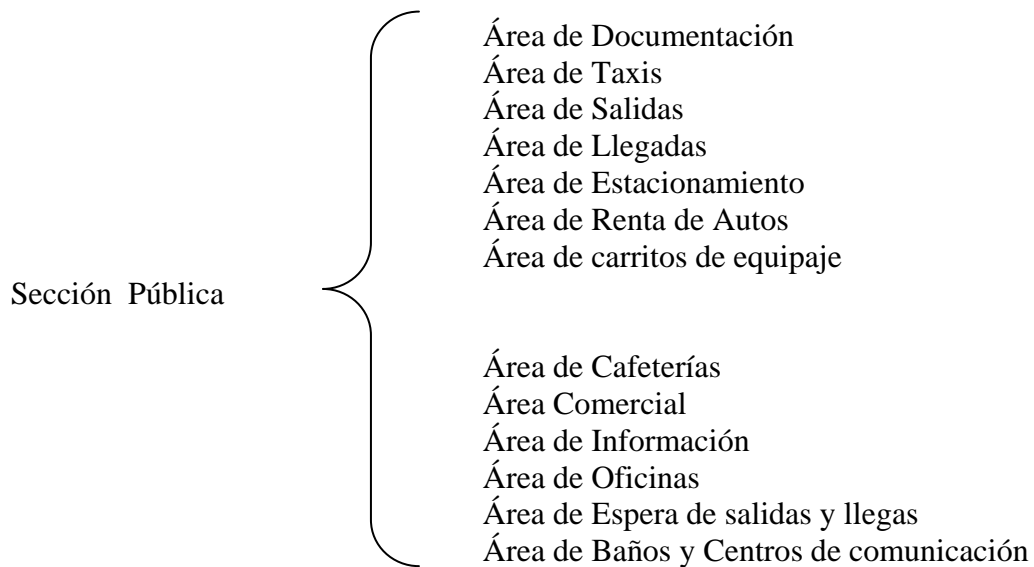 Área de Documentación
Área de Taxis
Área de Salidas
Área de Llegadas
Área de Estacionamiento
Área de Renta de Autos
Área de carritos de equipaje
Sección Pública
Área de Cafeterías
Área Comercial
Área de Información
Área de Oficinas
Área de Espera de salidas y llegas
Área de Baños y Centros de comunicación